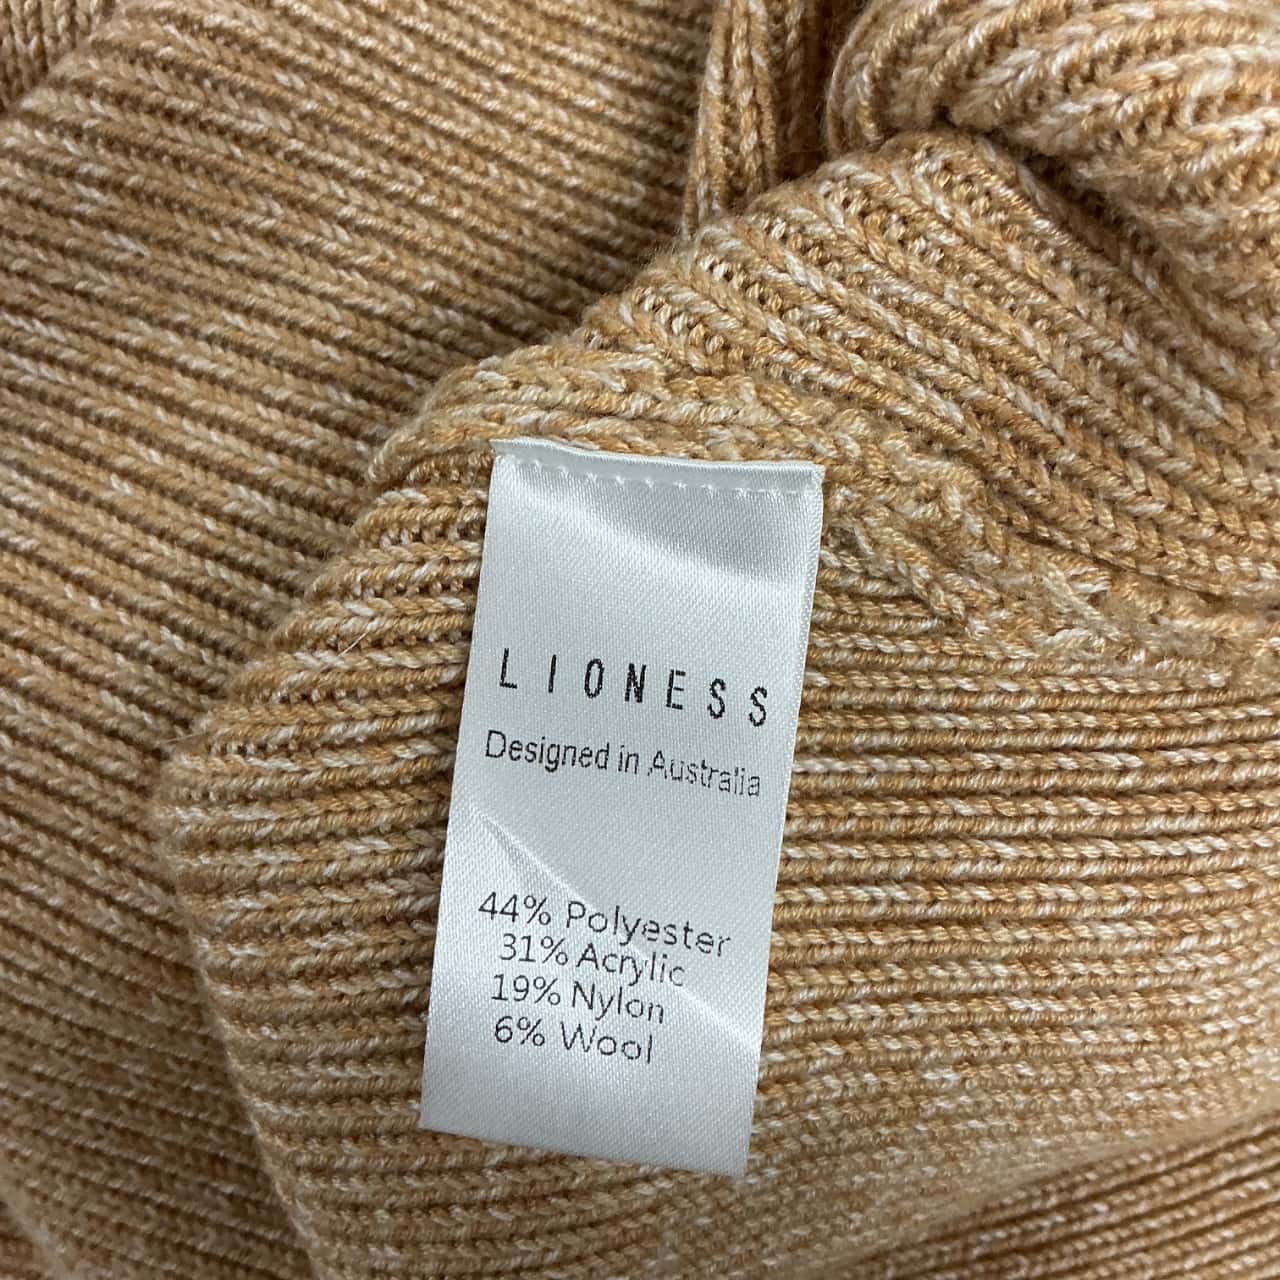 LIONESS
Designed in Australia
44% Polyester
31% Acrylic
19% Nylon
6% Wool